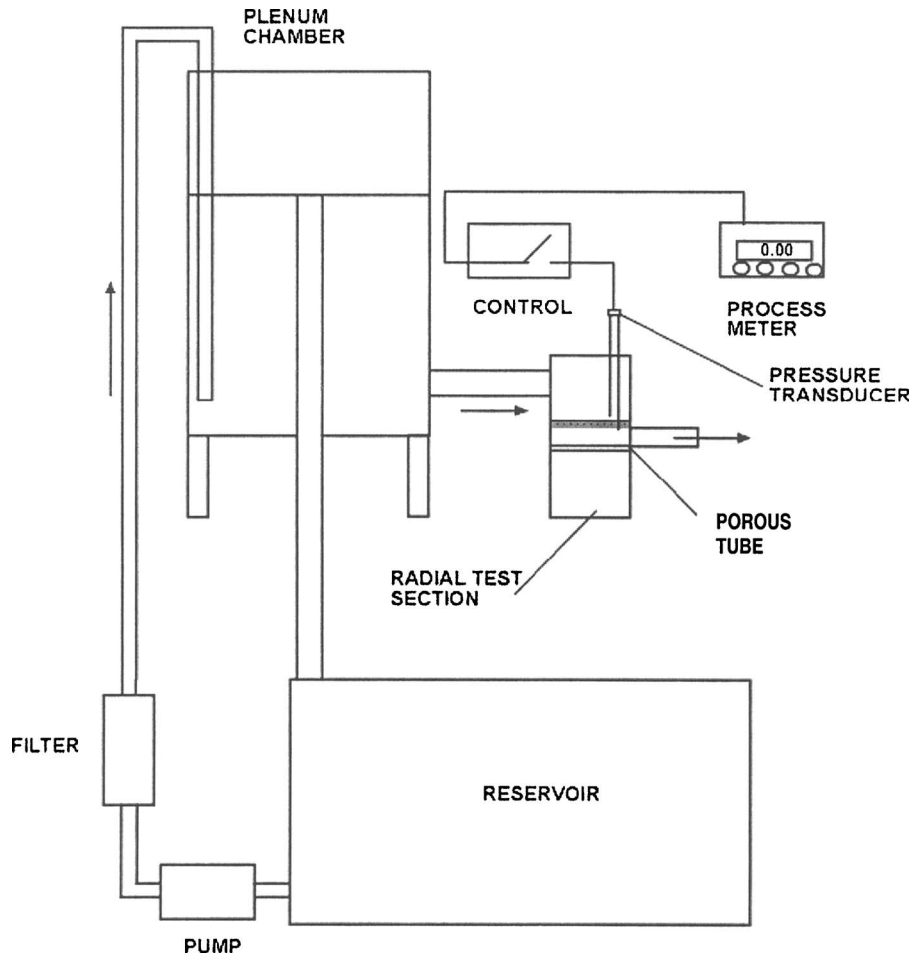 PLENUM
CHAMBER
0.00
CONTROL
PROCESS
METER
PRESSURE
TRANSDUCER
POROUS
TUBE
RADIAL TEST
SECTION
FILTER
RESERVOIR
PUMP